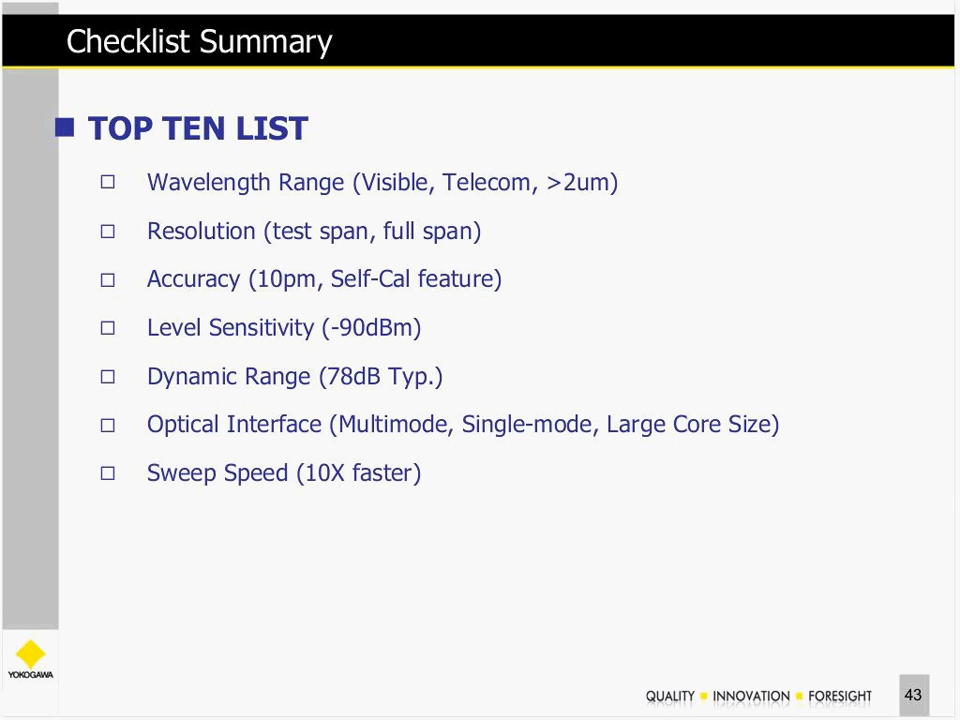 Checklist Summary
TOP TEN LIST
Wavelength Range (Visible, Telecom, >2um)
Resolution (test span, full span)
Accuracy (10pm, Self-Cal feature)
Level Sensitivity (-90dBm)
Dynamic Range (78dB Typ.)
Optical Interface (Multimode, Single-mode, Large Core Size)
Sweep Speed (10X faster)
YOKOGAWA
QUALITY ■ INNOVATION ■ FORESIGHT
43